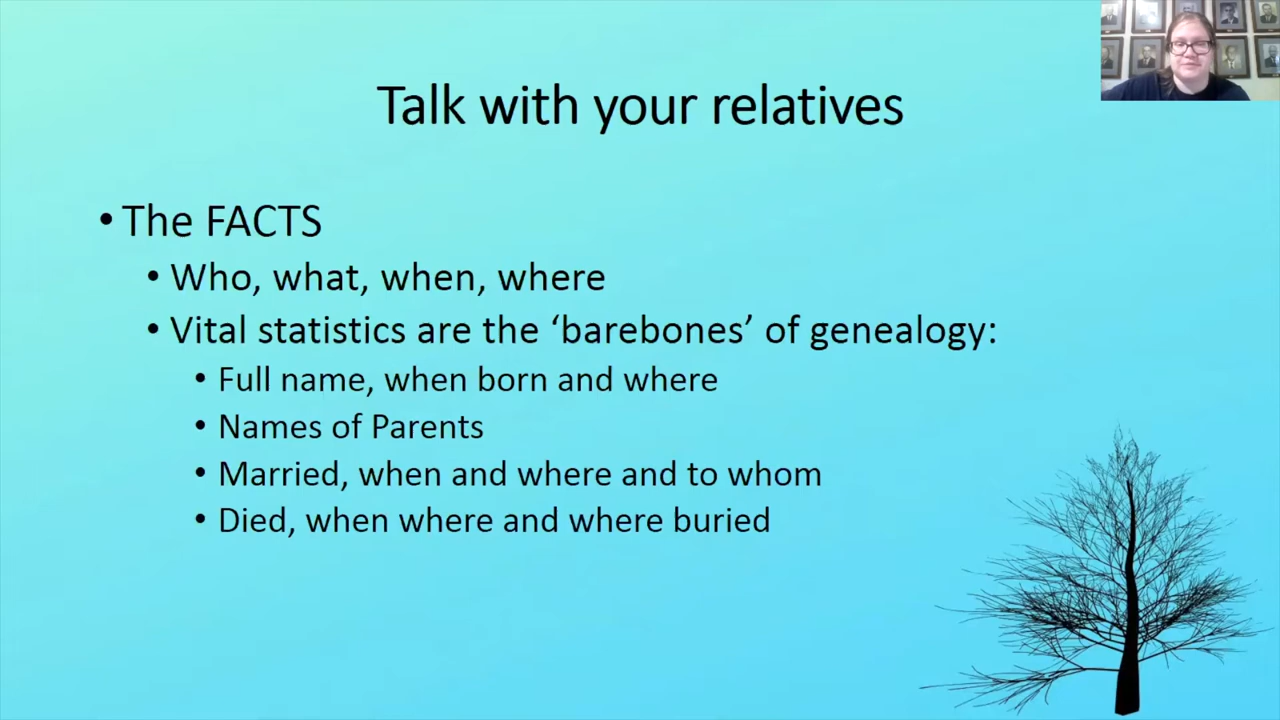 Talk with your relatives
• The FACTS
• Who, what, when, where
• Vital statistics are the ‘barebones’ of genealogy:
• Full name, when born and where
• Names of Parents
• Married, when and where and to whom
• Died, when where and where buried